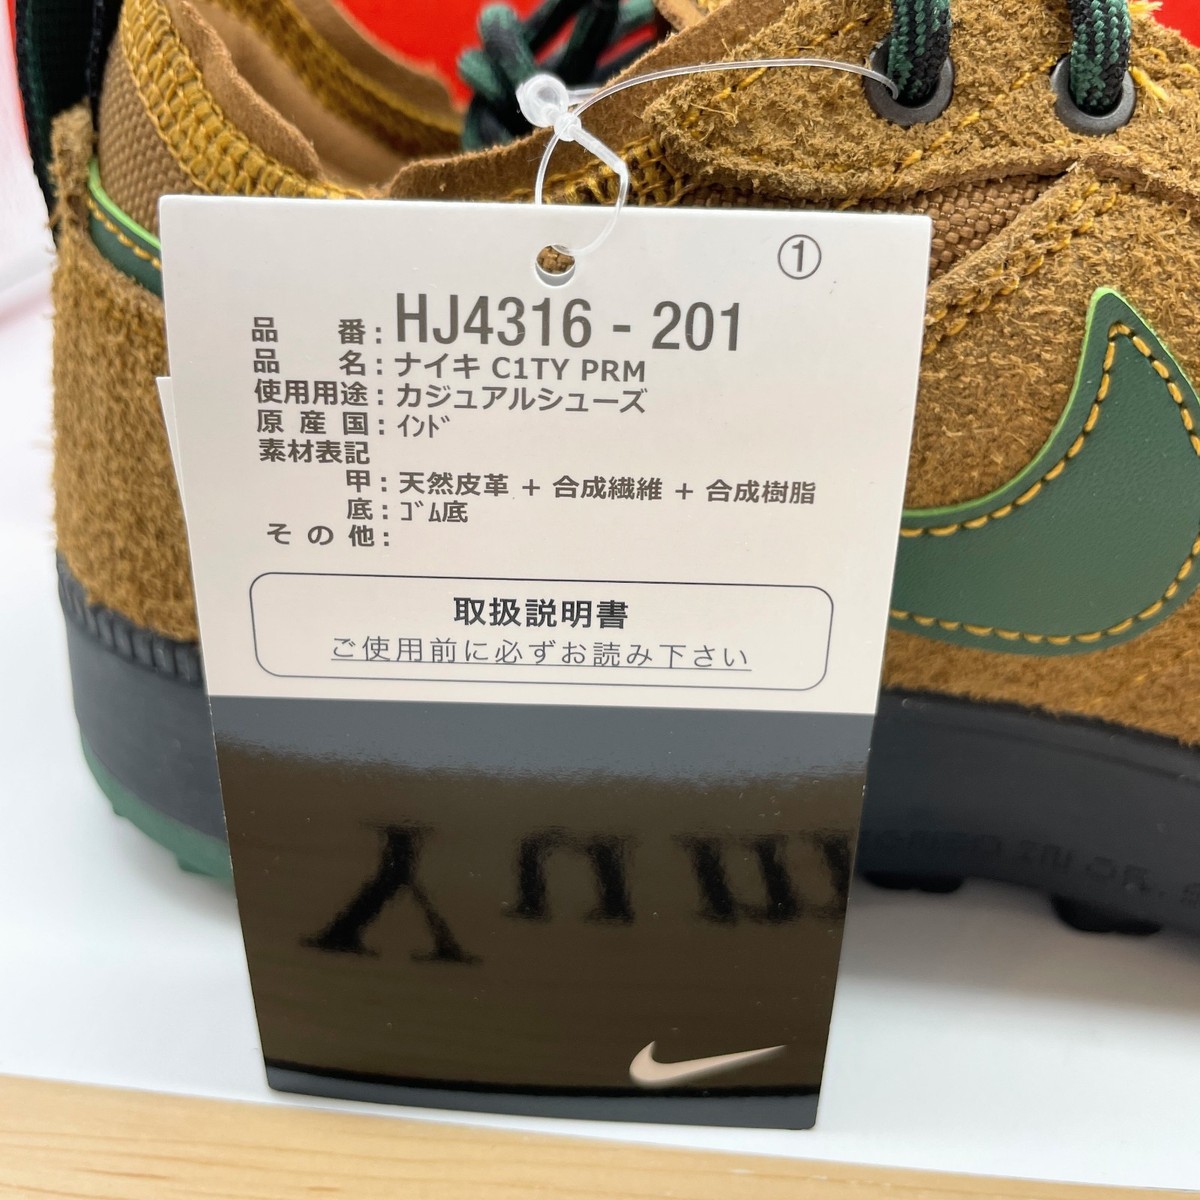 ①
品 番：HJ4316 - 201
品 名：ナイキ C1TY PRM
使用用途：カジュアルシューズ
原産国：ｲﾝﾄﾞ
素材表記
甲：天然皮革 + 合成繊維 + 合成樹脂
底：ｺﾞﾑ底
その他：
取扱説明書
ご使用前に必ずお読み下さい